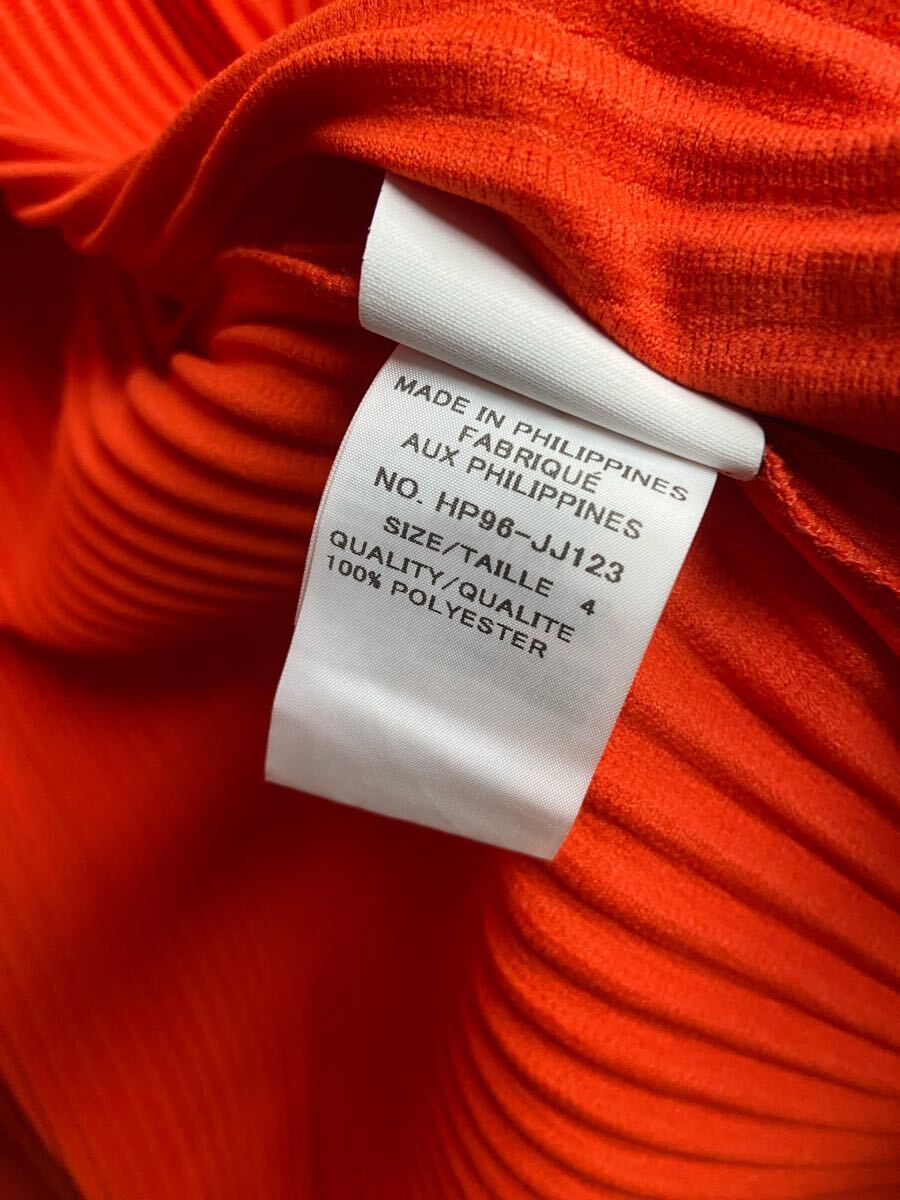 MADE IN PHILIPPINES
FABRIQUÉ
AUX PHILIPPINES
NO. HP96-JJ123
SIZE/TAILLE 4
QUALITY/QUALITE
100% POLYESTER